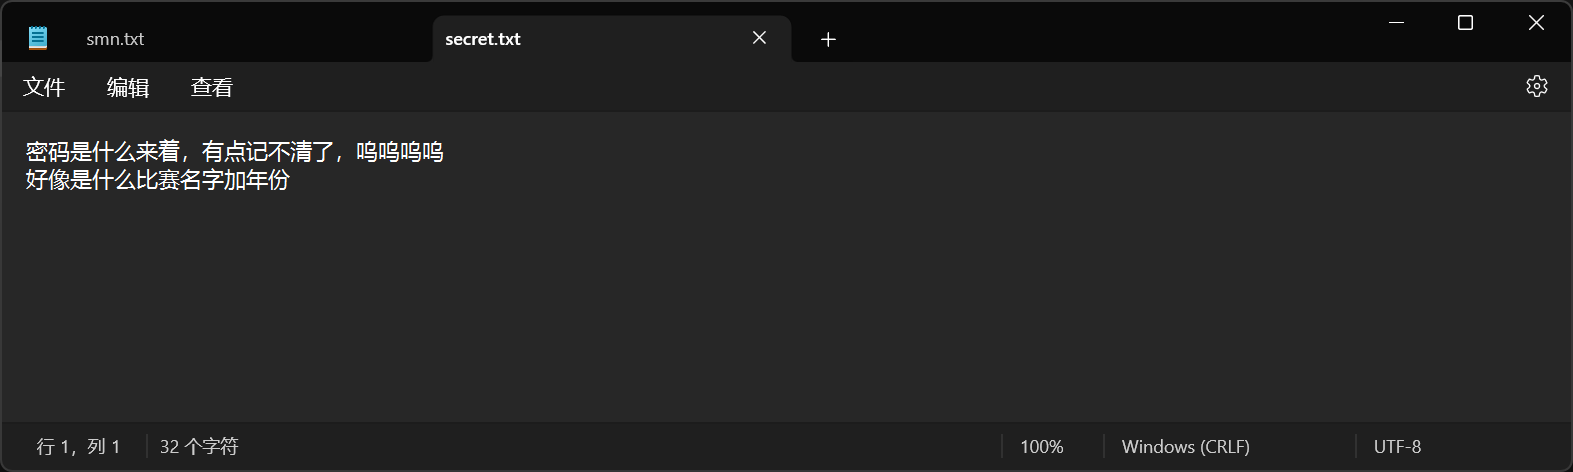 smn.txt
secret.txt
文件 编辑 查看
密码是什么来着，有点记不清了，呜呜呜呜
好像是什么比赛名字加年份
行 1，列 1 32 个字符 100% Windows (CRLF) UTF-8